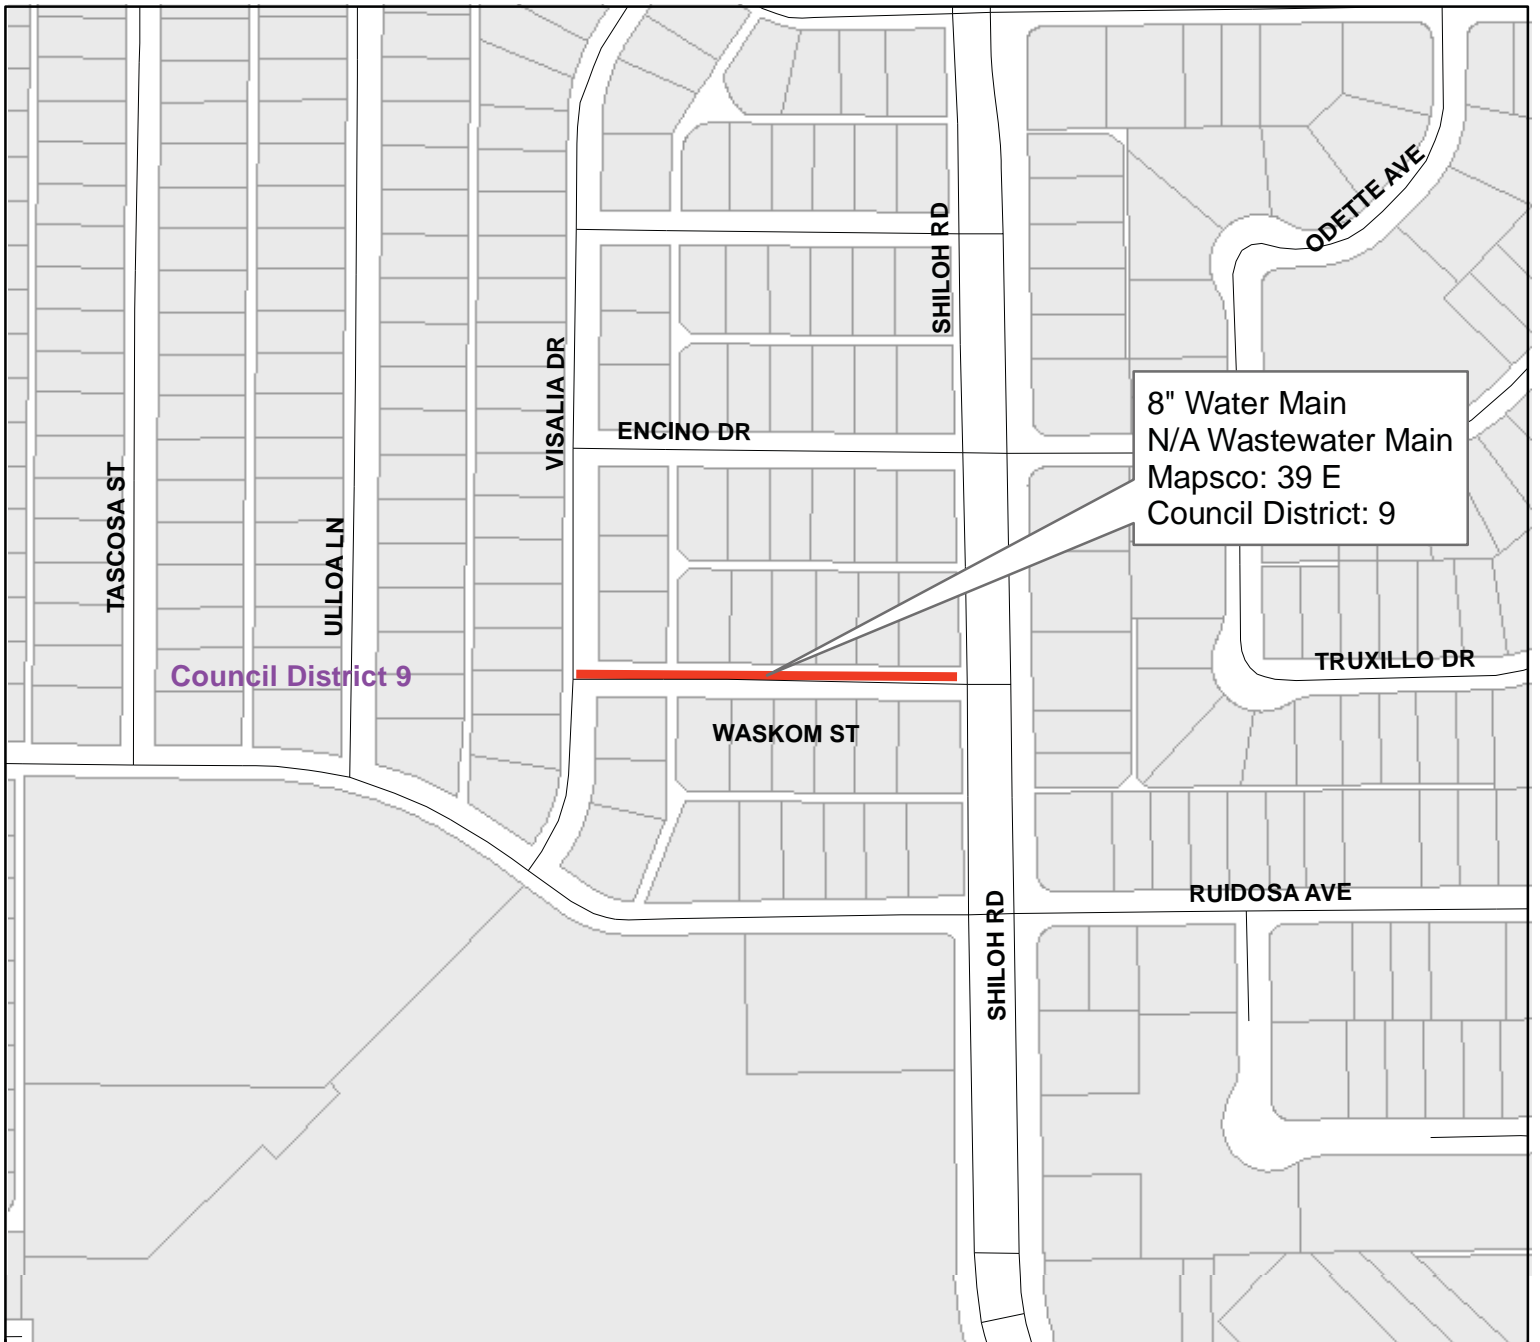 ODETTE AVE
SHILOH RD
VISALIA DR
ENCINO DR
8" Water Main
N/A Wastewater Main
Mapsco: 39 E
Council District: 9
TASCOSA ST
ULLOA LN
Council District 9
TRUXILLO DR
WASKOM ST
RUIDOSA AVE
SHILOH RD